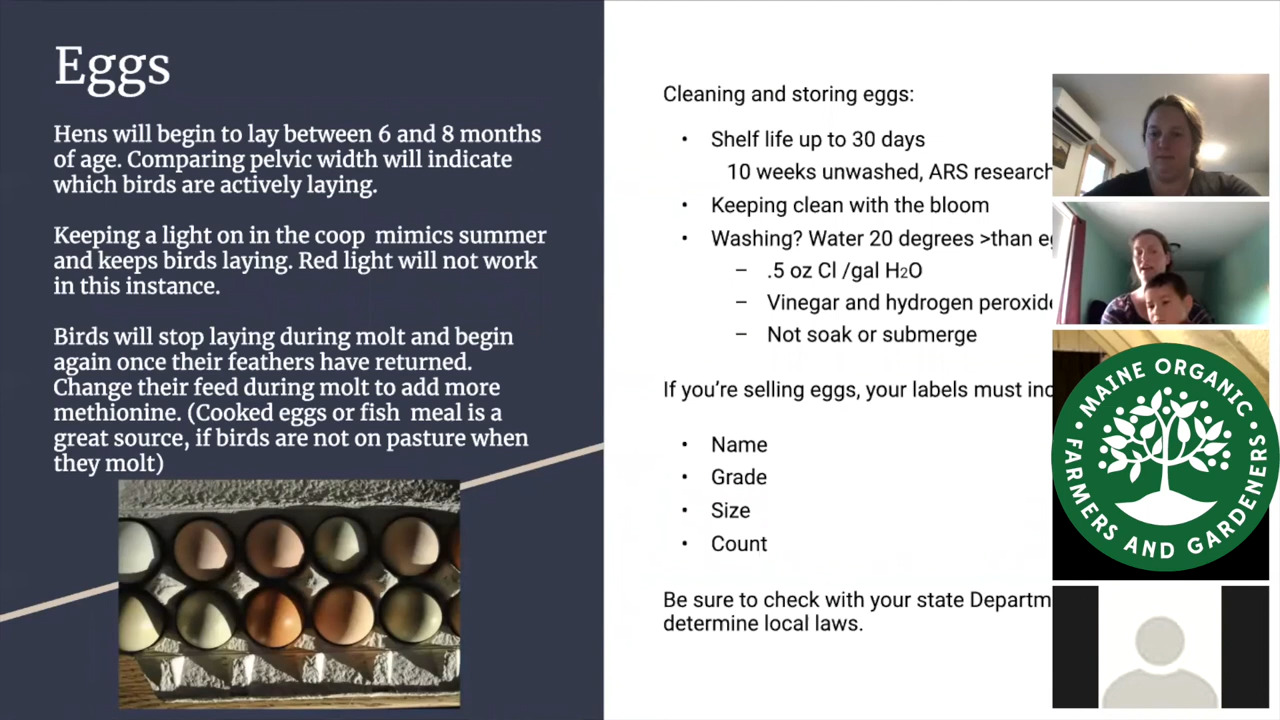 Eggs
Hens will begin to lay between 6 and 8 months
of age. Comparing pelvic width will indicate
which birds are actively laying.
Keeping a light on in the coop mimics summer
and keeps birds laying. Red light will not work
in this instance.
Birds will stop laying during molt and begin
again once their feathers have returned.
Change their feed during molt to add more
methionine. (Cooked eggs or fish meal is a
great source, if birds are not on pasture when
they molt)
Cleaning and storing eggs:
• Shelf life up to 30 days
10 weeks unwashed, ARS research
• Keeping clean with the bloom
• Washing? Water 20 degrees >than
– .5 oz Cl /gal H₂O
– Vinegar and hydrogen peroxide
– Not soak or submerge
If you're selling eggs, your labels must
• Name
• Grade
• Size
• Count
Be sure to check with your state
determine local laws.
• MAINE ORGANIC •
FARMERS AND GARDENERS